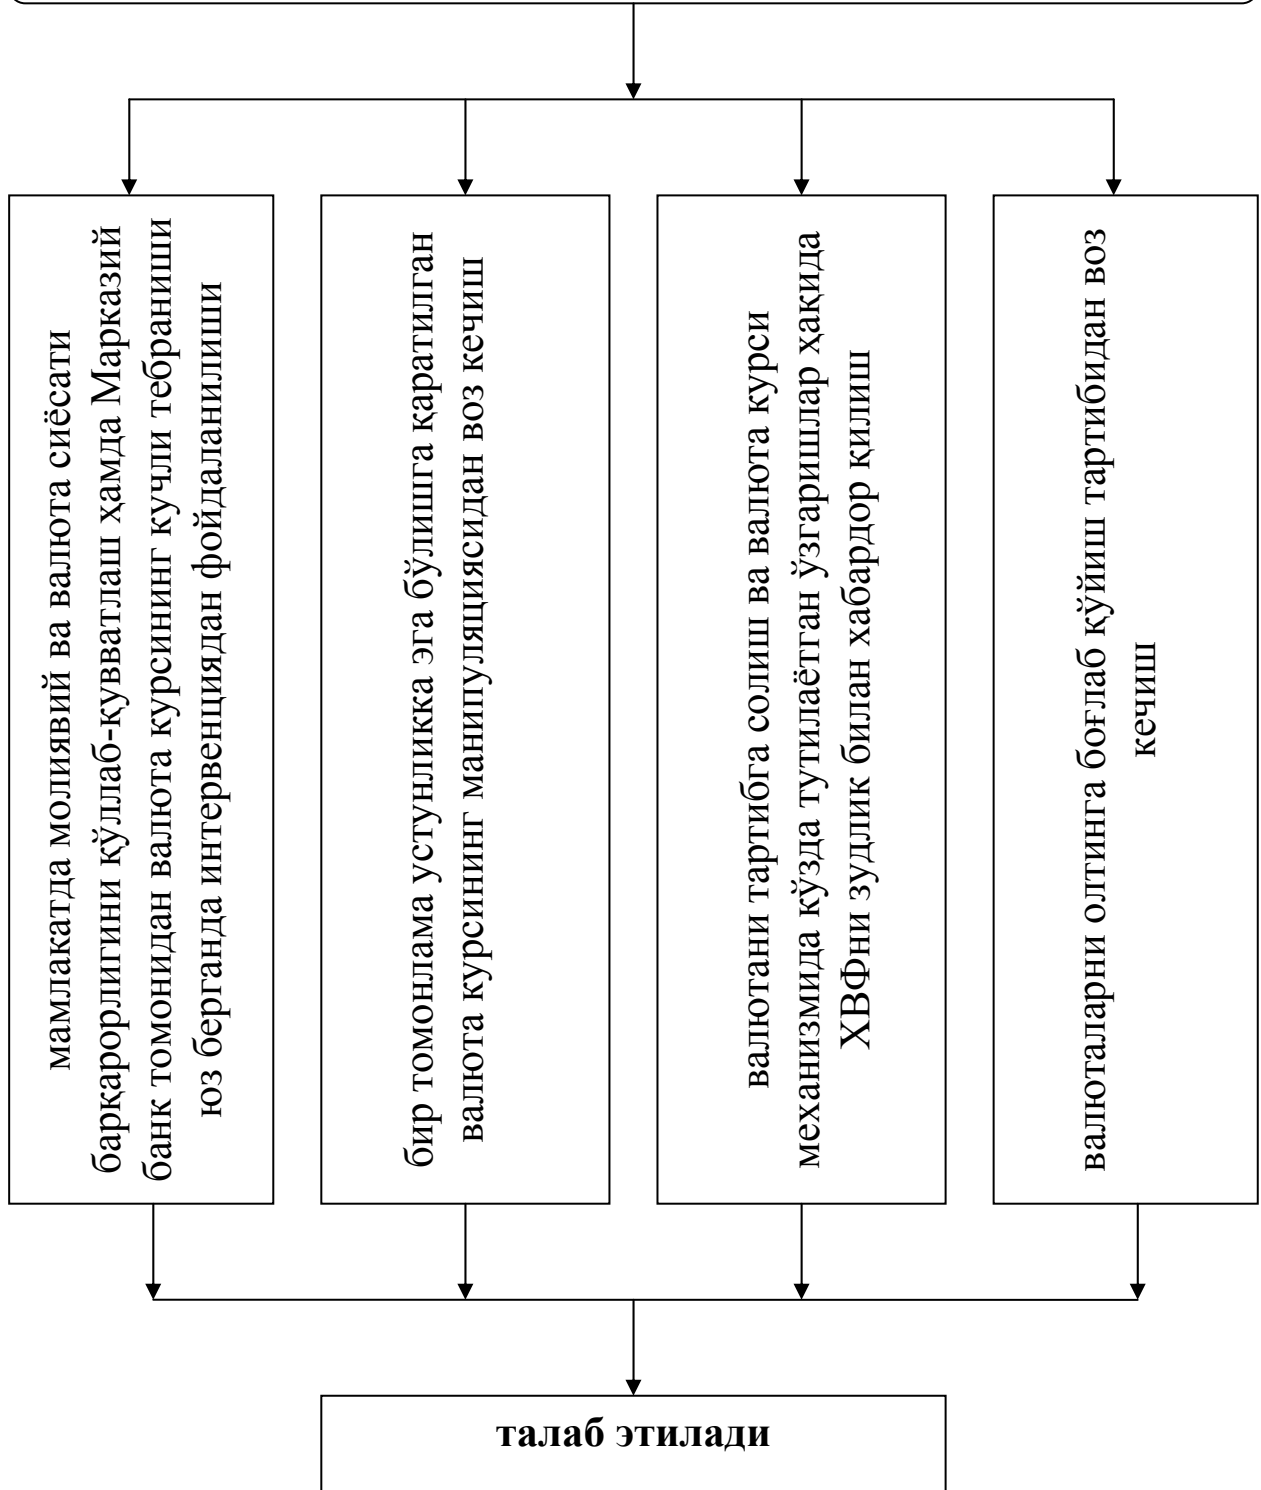 мамлакатда молиявий ва валюта сиёсати
барқарорлигини қўллаб-қувватлаш ҳамда Марказий
банк томонидан валюта курсининг кучли тебраниши
юз берганда интервенциядан фойдаланилиши
бир томонлама устунликка эга бўлишга қаратилган
валюта курсининг манипуляциясидан воз кечиш
валютани тартибга солиш ва валюта курси
механизмида кўзда тутилаётган ўзгаришлар ҳақида
ХВФни зудлик билан хабардор қилиш
валюталарни олтинга боғлаб қўйиш тартибидан воз
кечиш
талаб этилади